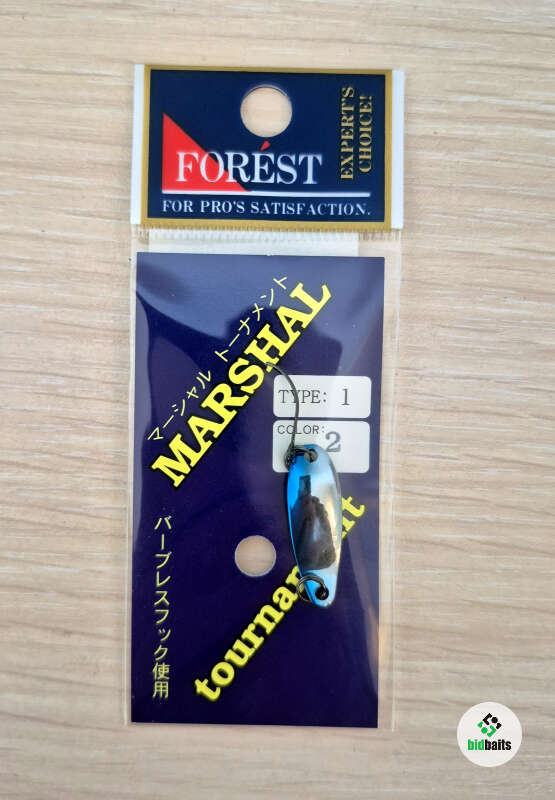 FORÉST
EXPERT'S
CHOICE!
FOR PRO'S SATISFACTION.
マーシャル トーナメント
MARSHAL
TYPE: 1
COLOR: 2
バーブレスフック使用
bidbaits